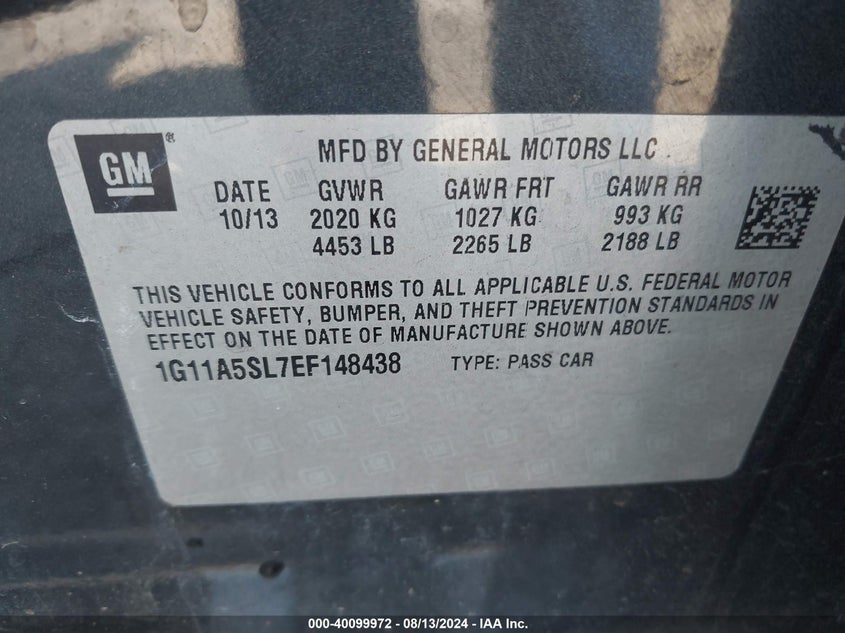 GM®
MFD BY GENERAL MOTORS LLC
DATE GVWR GAWR FRT GAWR RR
10/13 2020 KG 1027 KG 993 KG
4453 LB 2265 LB 2188 LB
THIS VEHICLE CONFORMS TO ALL APPLICABLE U.S. FEDERAL MOTOR
VEHICLE SAFETY, BUMPER, AND THEFT PREVENTION STANDARDS IN
EFFECT ON THE DATE OF MANUFACTURE SHOWN ABOVE.
1G11A5SL7EF148438 TYPE: PASS CAR
000-40099972 - 08/13/2024 - IAA Inc.